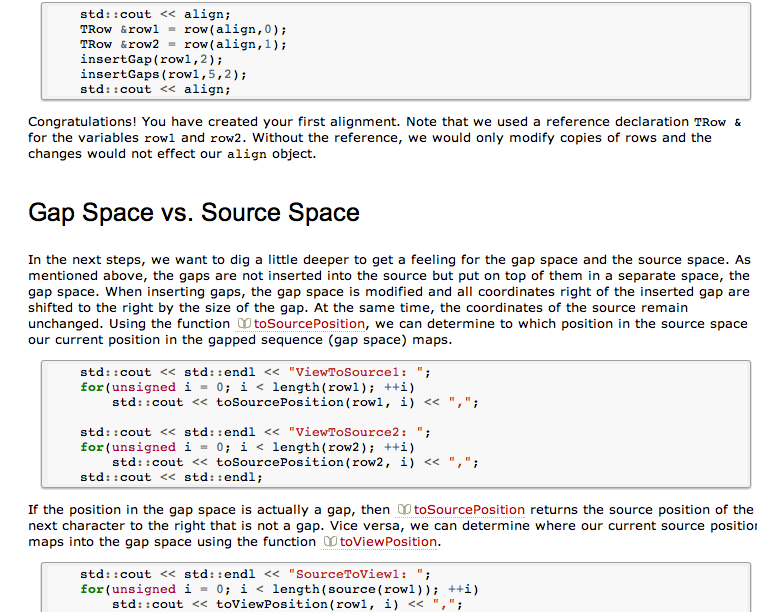 std::cout << align;
TRow &row1 = row(align,0);
TRow &row2 = row(align,1);
insertGap(row1,2);
insertGaps(row1,5,2);
std::cout << align;
Congratulations! You have created your first alignment. Note that we used a reference declaration TRow &
for the variables row1 and row2. Without the reference, we would only modify copies of rows and the
changes would not effect our align object.
Gap Space vs. Source Space
In the next steps, we want to dig a little deeper to get a feeling for the gap space and the source space. As
mentioned above, the gaps are not inserted into the source but put on top of them in a separate space, the
gap space. When inserting gaps, the gap space is modified and all coordinates right of the inserted gap are
shifted to the right by the size of the gap. At the same time, the coordinates of the source remain
unchanged. Using the function toSourcePosition, we can determine to which position in the source space
our current position in the gapped sequence (gap space) maps.
std::cout << std::endl << "ViewToSource1: ";
for(unsigned i = 0; i < length(row1); ++i)
std::cout << toSourcePosition(row1, i) << ",";
std::cout << std::endl << "ViewToSource2: ";
for(unsigned i = 0; i < length(row2); ++i)
std::cout << toSourcePosition(row2, i) << ",";
std::cout << std::endl;
If the position in the gap space is actually a gap, then toSourcePosition returns the source position of the
next character to the right that is not a gap. Vice versa, we can determine where our current source position
maps into the gap space using the function toViewPosition.
std::cout << std::endl << "SourceToView1: ";
for(unsigned i = 0; i < length(source(row1)); ++i)
std::cout << toViewPosition(row1, i) << ",";